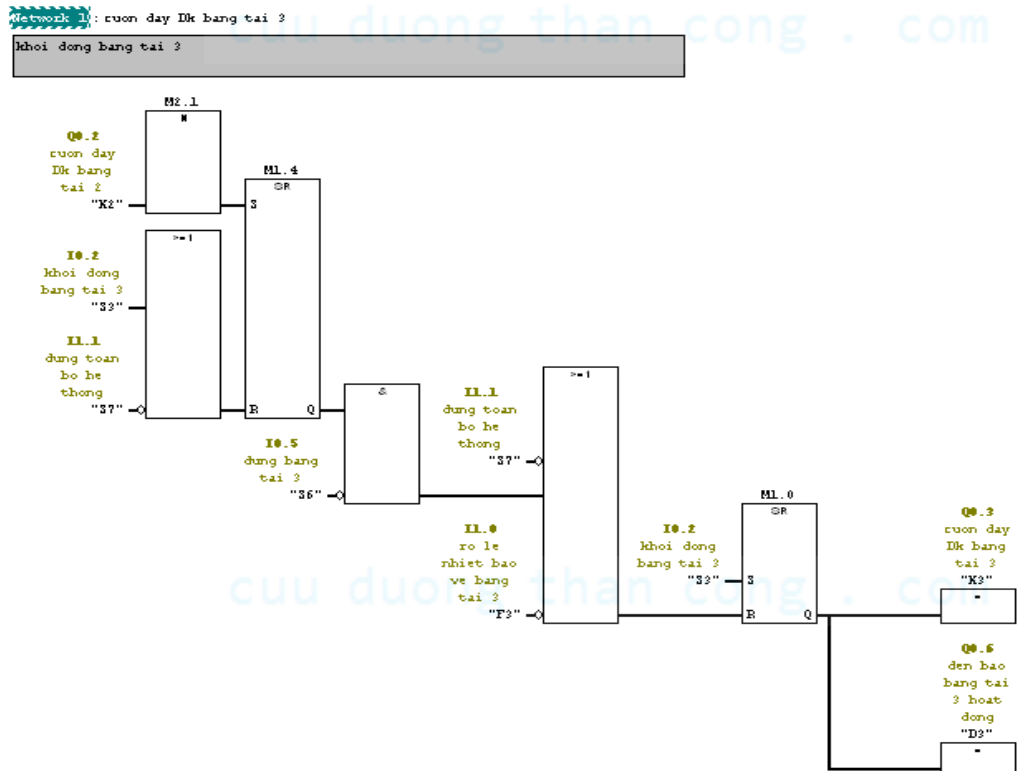 Network 1: cuon day Dk bang tai 3
cuu duong than cong . com
khoi dong bang tai 3
M2.1
N
Q0.2
cuon day
Dk bang
tai 2
"K2"
M1.4
SR
S
>=1
I0.2
khoi dong
bang tai 3
"S3"
I1.1
dung toan
bo he
thong
"S7"
R
Q
&
I0.5
dung bang
tai 3
"S6"
>=1
I1.1
dung toan
bo he
thong
"S7"
I1.0
ro le
nhiet bao
ve bang
tai 3
"F3"
I0.2
khoi dong
bang tai 3
"S3"
M1.0
SR
S
R
Q
Q0.3
cuon day
Dk bang
tai 3
"K3"
=
cuu duong than cong . com
Q0.6
den bao
bang tai
3 hoat
dong
"D3"
=